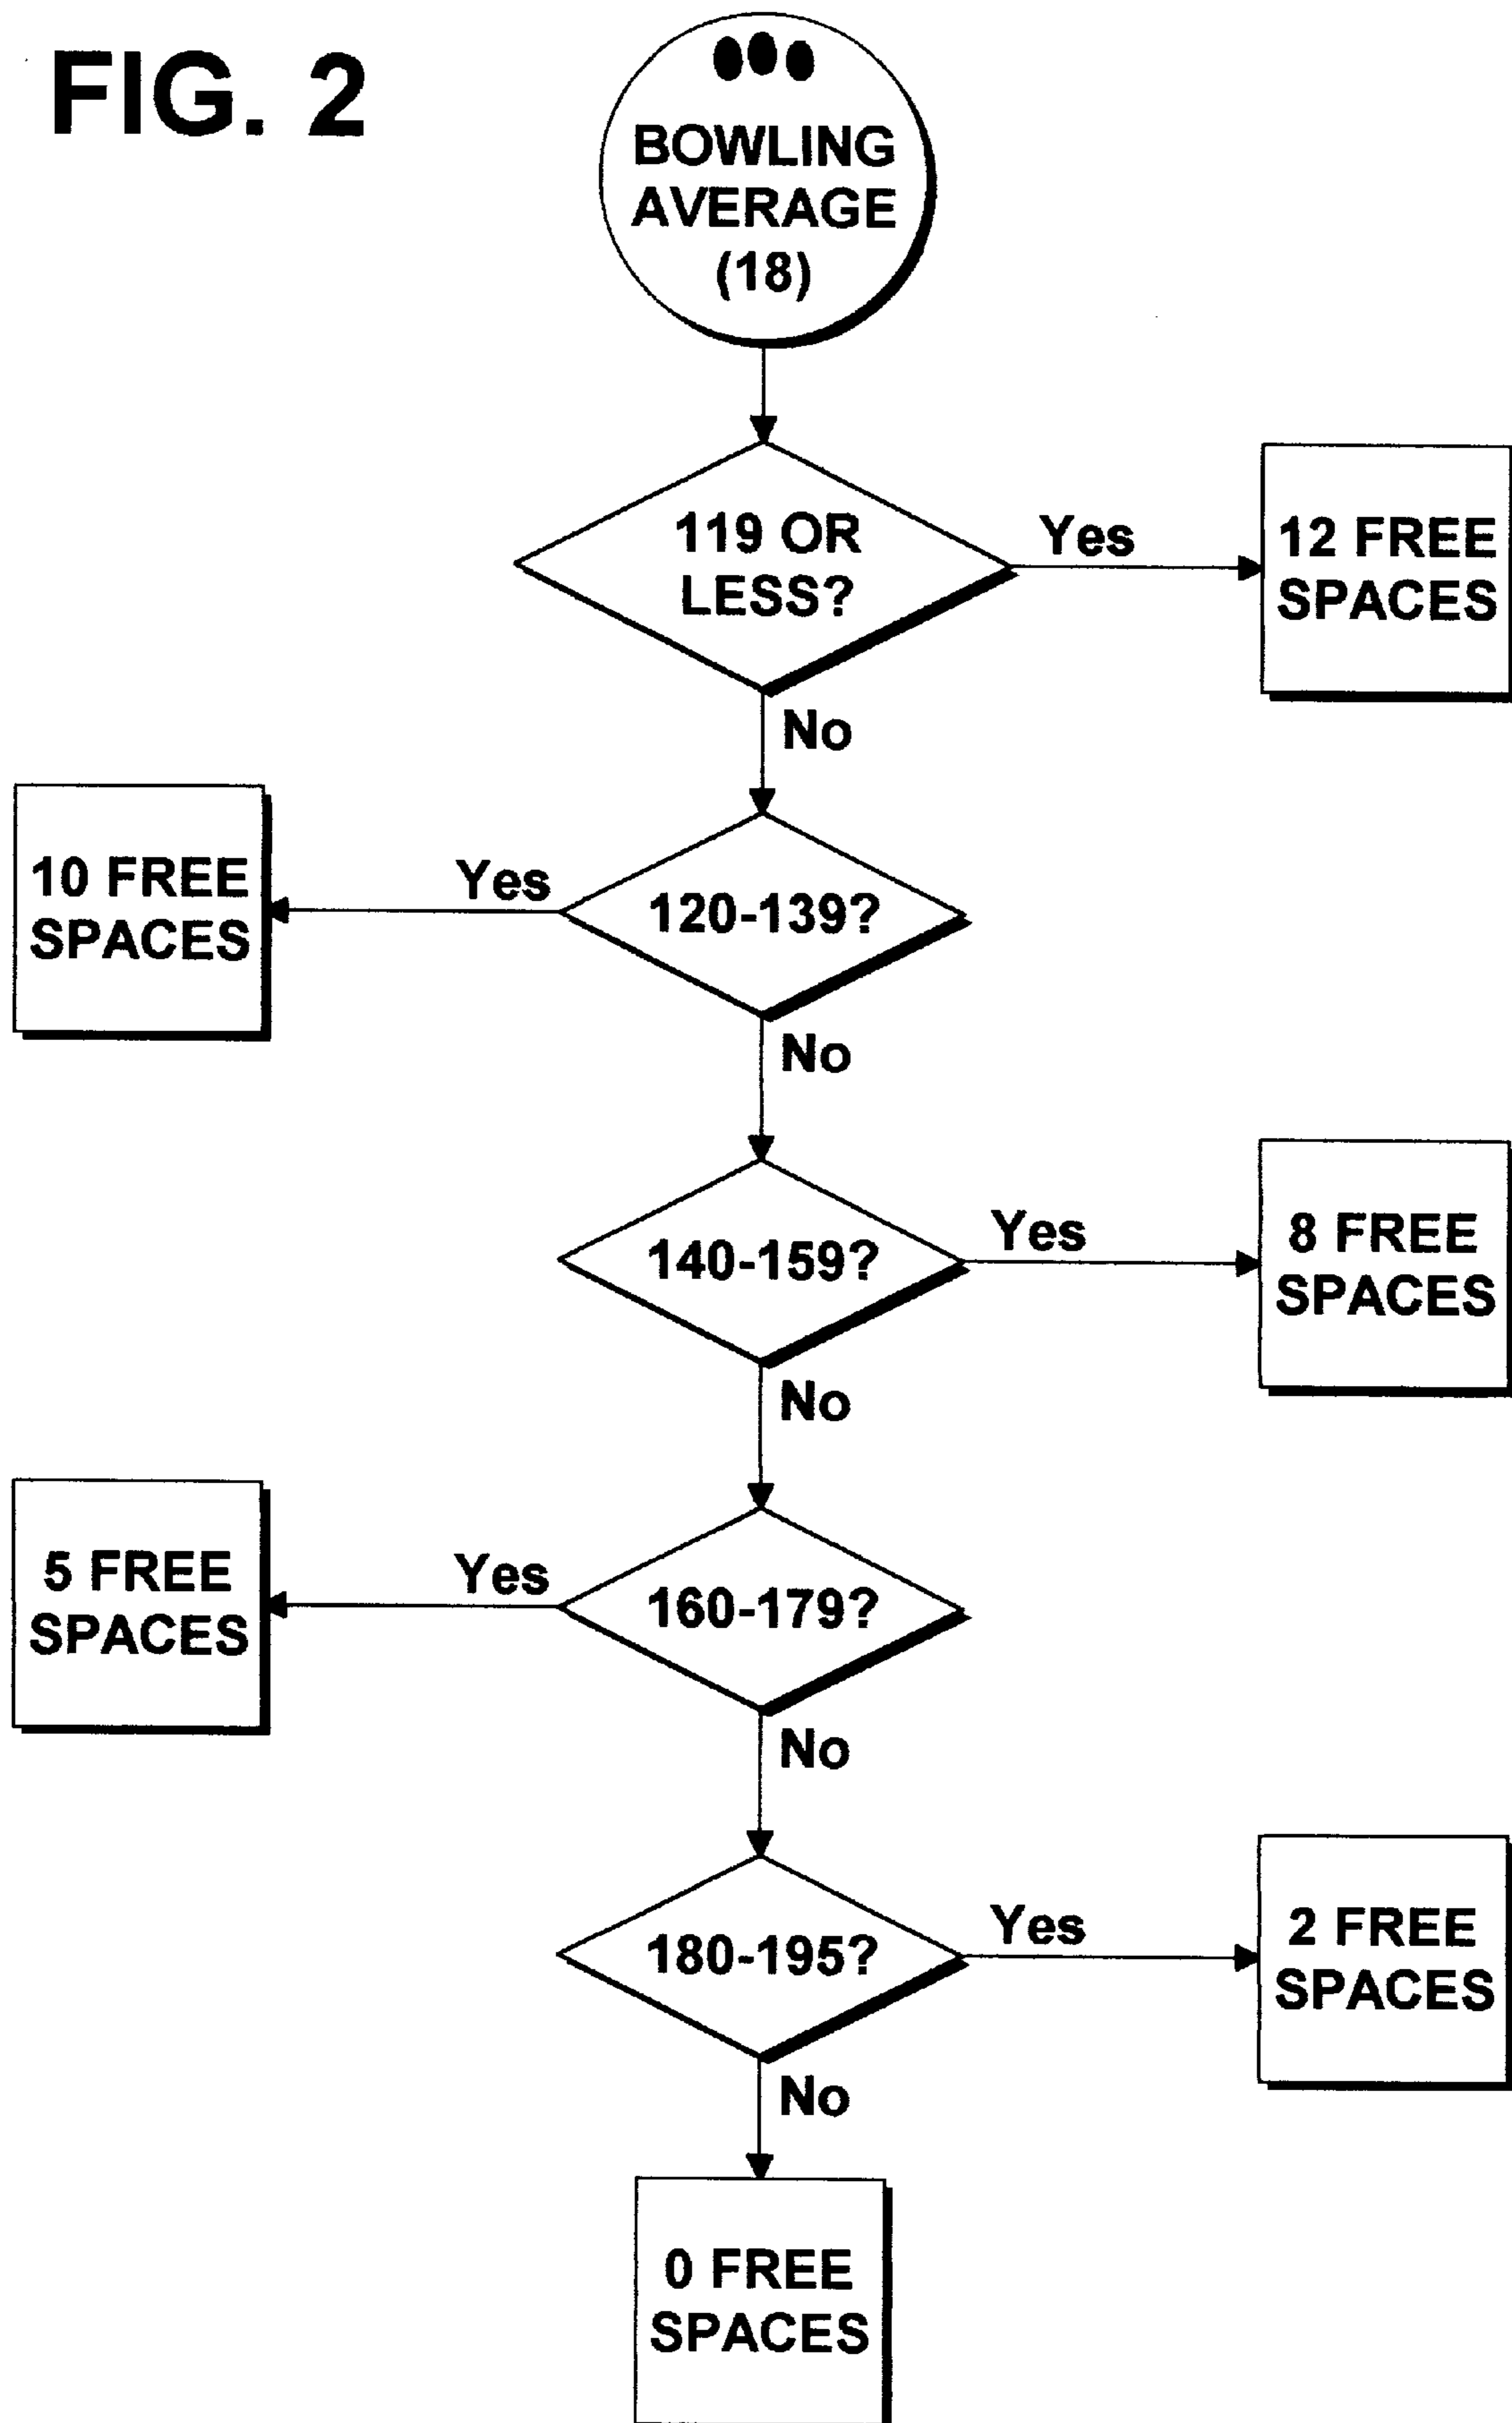 FIG. 2
BOWLING
AVERAGE
(18)
119 OR
LESS?
Yes
12 FREE
SPACES
No
10 FREE
SPACES
Yes
120-139?
No
140-159?
Yes
8 FREE
SPACES
No
5 FREE
SPACES
Yes
160-179?
No
180-195?
Yes
2 FREE
SPACES
No
0 FREE
SPACES